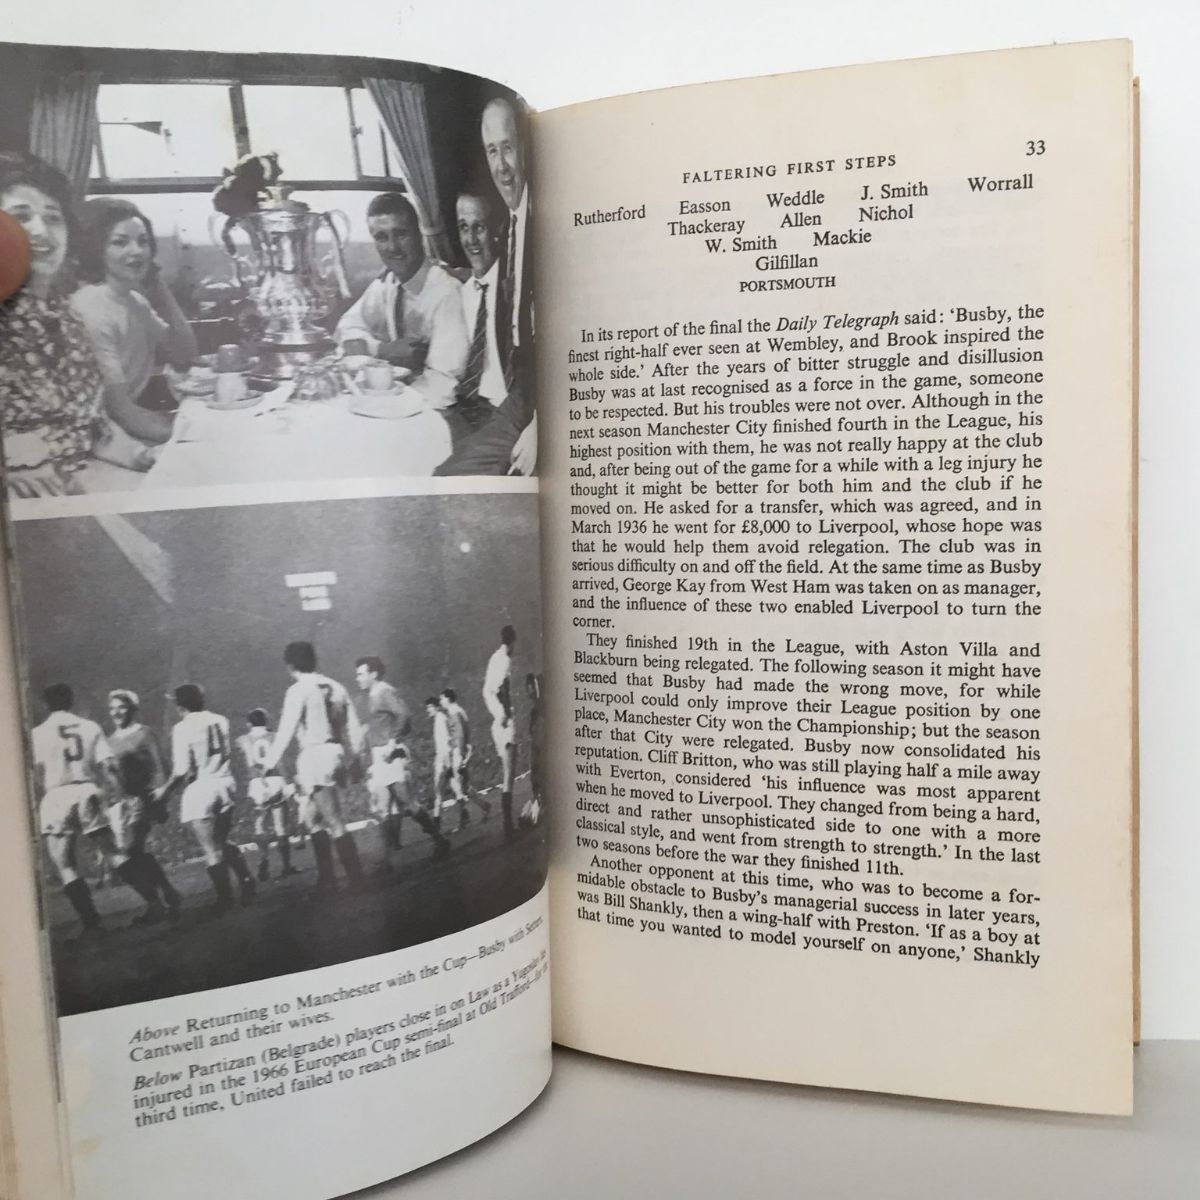 5
4
7
Above Returning to Manchester with the Cup—Busby with Setters,
Cantwell and their wives.
Below Partizan (Belgrade) players close in on Law as a Yugoslav lies
injured in the 1966 European Cup semi-final at Old Trafford—for the
third time, United failed to reach the final.
FALTERING FIRST STEPS 33
Rutherford Easson Weddle J. Smith Worrall
Thackeray Allen Nichol
W. Smith Mackie
Gilfillan
PORTSMOUTH
In its report of the final the Daily Telegraph said: ‘Busby, the
finest right-half ever seen at Wembley, and Brook inspired the
whole side.’ After the years of bitter struggle and disillusion
Busby was at last recognised as a force in the game, someone
to be respected. But his troubles were not over. Although in the
next season Manchester City finished fourth in the League, his
highest position with them, he was not really happy at the club
and, after being out of the game for a while with a leg injury he
thought it might be better for both him and the club if he
moved on. He asked for a transfer, which was agreed, and in
March 1936 he went for £8,000 to Liverpool, whose hope was
that he would help them avoid relegation. The club was in
serious difficulty on and off the field. At the same time as Busby
arrived, George Kay from West Ham was taken on as manager,
and the influence of these two enabled Liverpool to turn the
corner.
They finished 19th in the League, with Aston Villa and
Blackburn being relegated. The following season it might have
seemed that Busby had made the wrong move, for while
Liverpool could only improve their League position by one
place, Manchester City won the Championship; but the season
after that City were relegated. Busby now consolidated his
reputation. Cliff Britton, who was still playing half a mile away
with Everton, considered ‘his influence was most apparent
when he moved to Liverpool. They changed from being a hard,
direct and rather unsophisticated side to one with a more
classical style, and went from strength to strength.’ In the last
two seasons before the war they finished 11th.
Another opponent at this time, who was to become a for-
midable obstacle to Busby's managerial success in later years,
was Bill Shankly, then a wing-half with Preston. ‘If as a boy at
that time you wanted to model yourself on anyone,’ Shankly